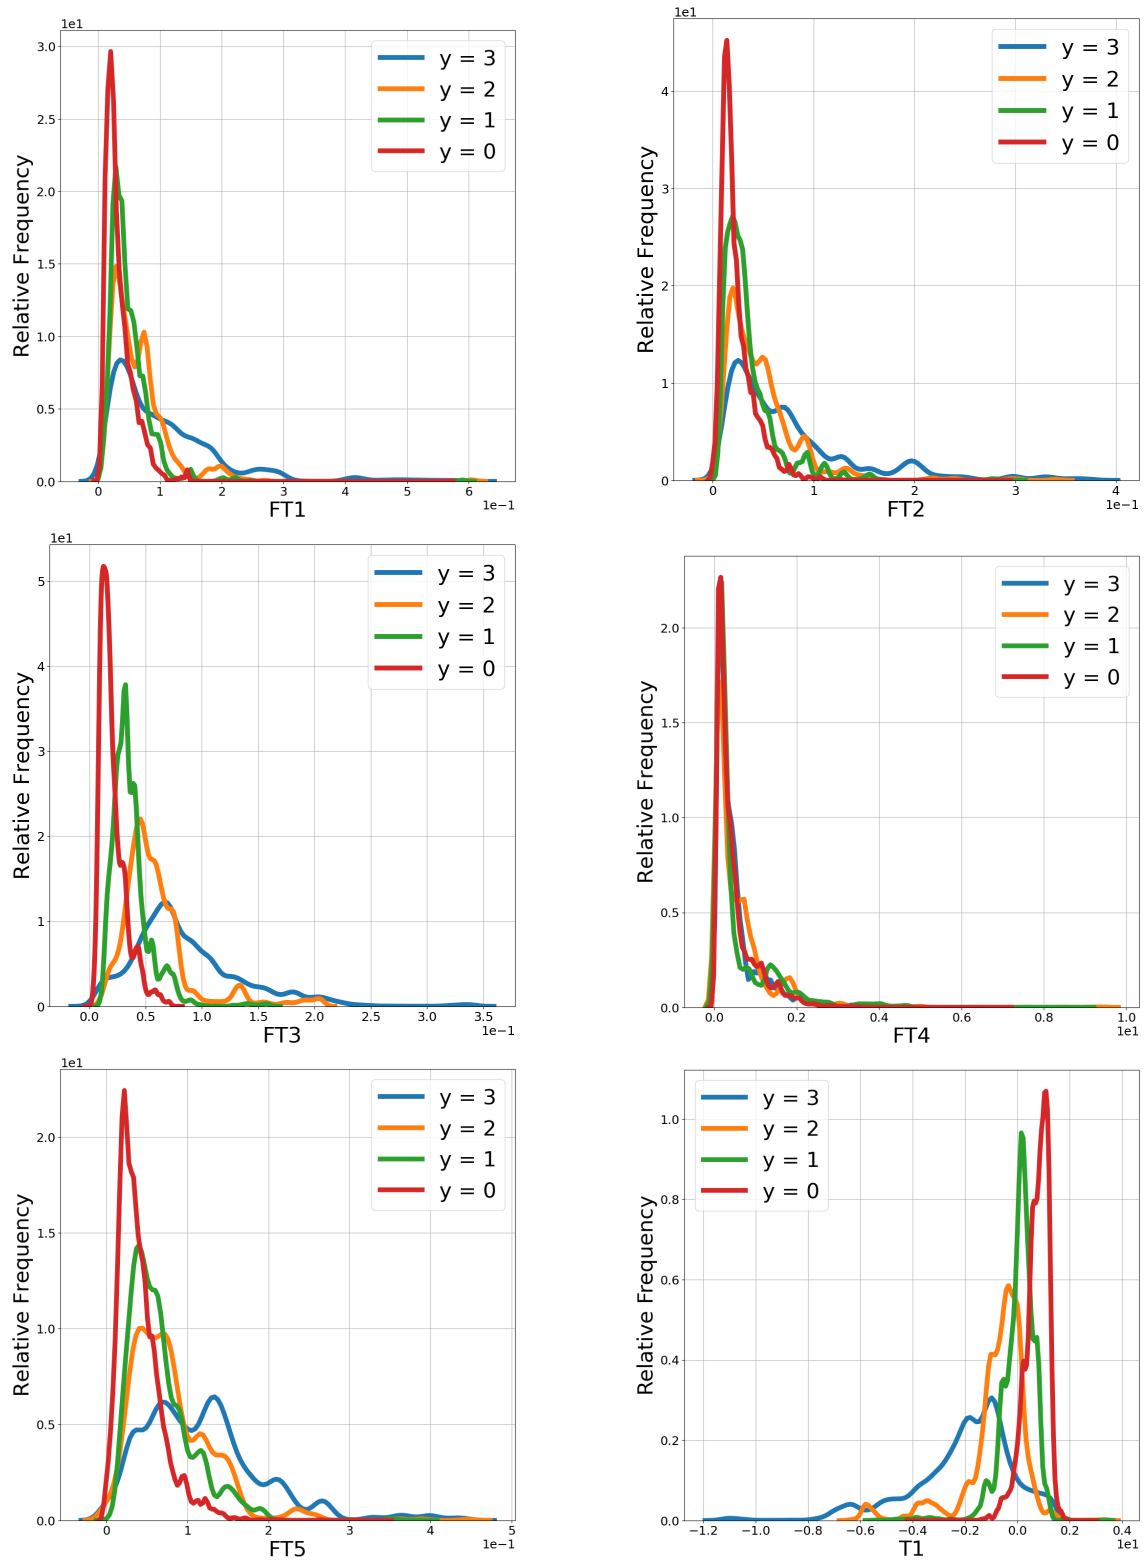 1e1
Relative Frequency
3.0
2.5
2.0
1.5
1.0
0.5
0.0
y = 3
y = 2
y = 1
y = 0
0 1 2 3 4 5 6
1e−1
FT1
1e1
Relative Frequency
4
3
2
1
0
y = 3
y = 2
y = 1
y = 0
0 1 2 3 4
1e−1
FT2
1e1
Relative Frequency
5
4
3
2
1
0
y = 3
y = 2
y = 1
y = 0
0.0 0.5 1.0 1.5 2.0 2.5 3.0 3.5
1e−1
FT3
Relative Frequency
2.0
1.5
1.0
0.5
0.0
y = 3
y = 2
y = 1
y = 0
0.0 0.2 0.4 0.6 0.8 1.0
1e1
FT4
1e1
Relative Frequency
2.0
1.5
1.0
0.5
0.0
y = 3
y = 2
y = 1
y = 0
0 1 2 3 4 5
1e−1
FT5
Relative Frequency
1.0
0.8
0.6
0.4
0.2
0.0
y = 3
y = 2
y = 1
y = 0
−1.2 −1.0 −0.8 −0.6 −0.4 −0.2 0.0 0.2 0.4
1e1
T1